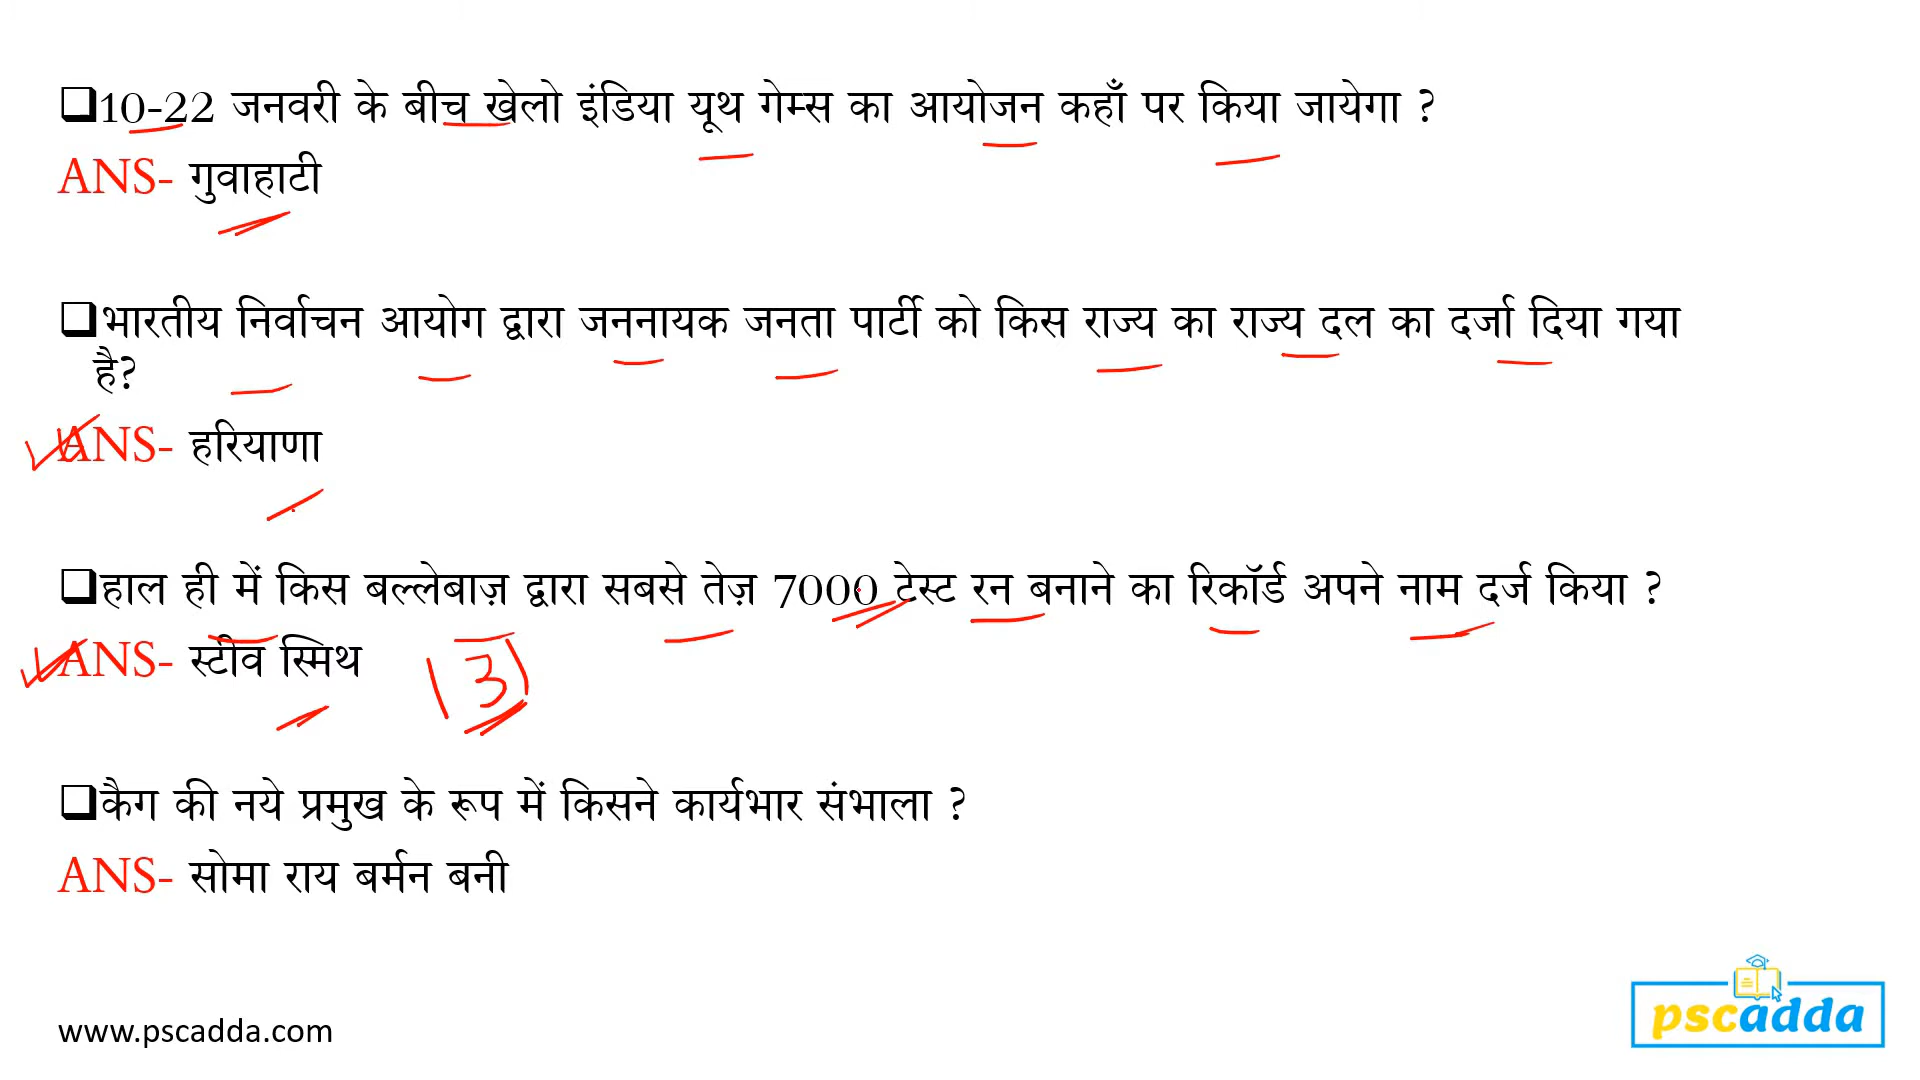 ❑10-22 जनवरी के बीच खेलो इंडिया यूथ गेम्स का आयोजन कहाँ पर किया जायेगा ?
ANS- गुवाहाटी
❑भारतीय निर्वाचन आयोग द्वारा जननायक जनता पार्टी को किस राज्य का राज्य दल का दर्जा दिया गया
है?
ANS- हरियाणा
❑हाल ही में किस बल्लेबाज़ द्वारा सबसे तेज़ 7000 टेस्ट रन बनाने का रिकॉर्ड अपने नाम दर्ज किया ?
ANS- स्टीव स्मिथ
❑कैग की नये प्रमुख के रूप में किसने कार्यभार संभाला ?
ANS- सोमा राय बर्मन बनी
www.pscadda.com
pscadda